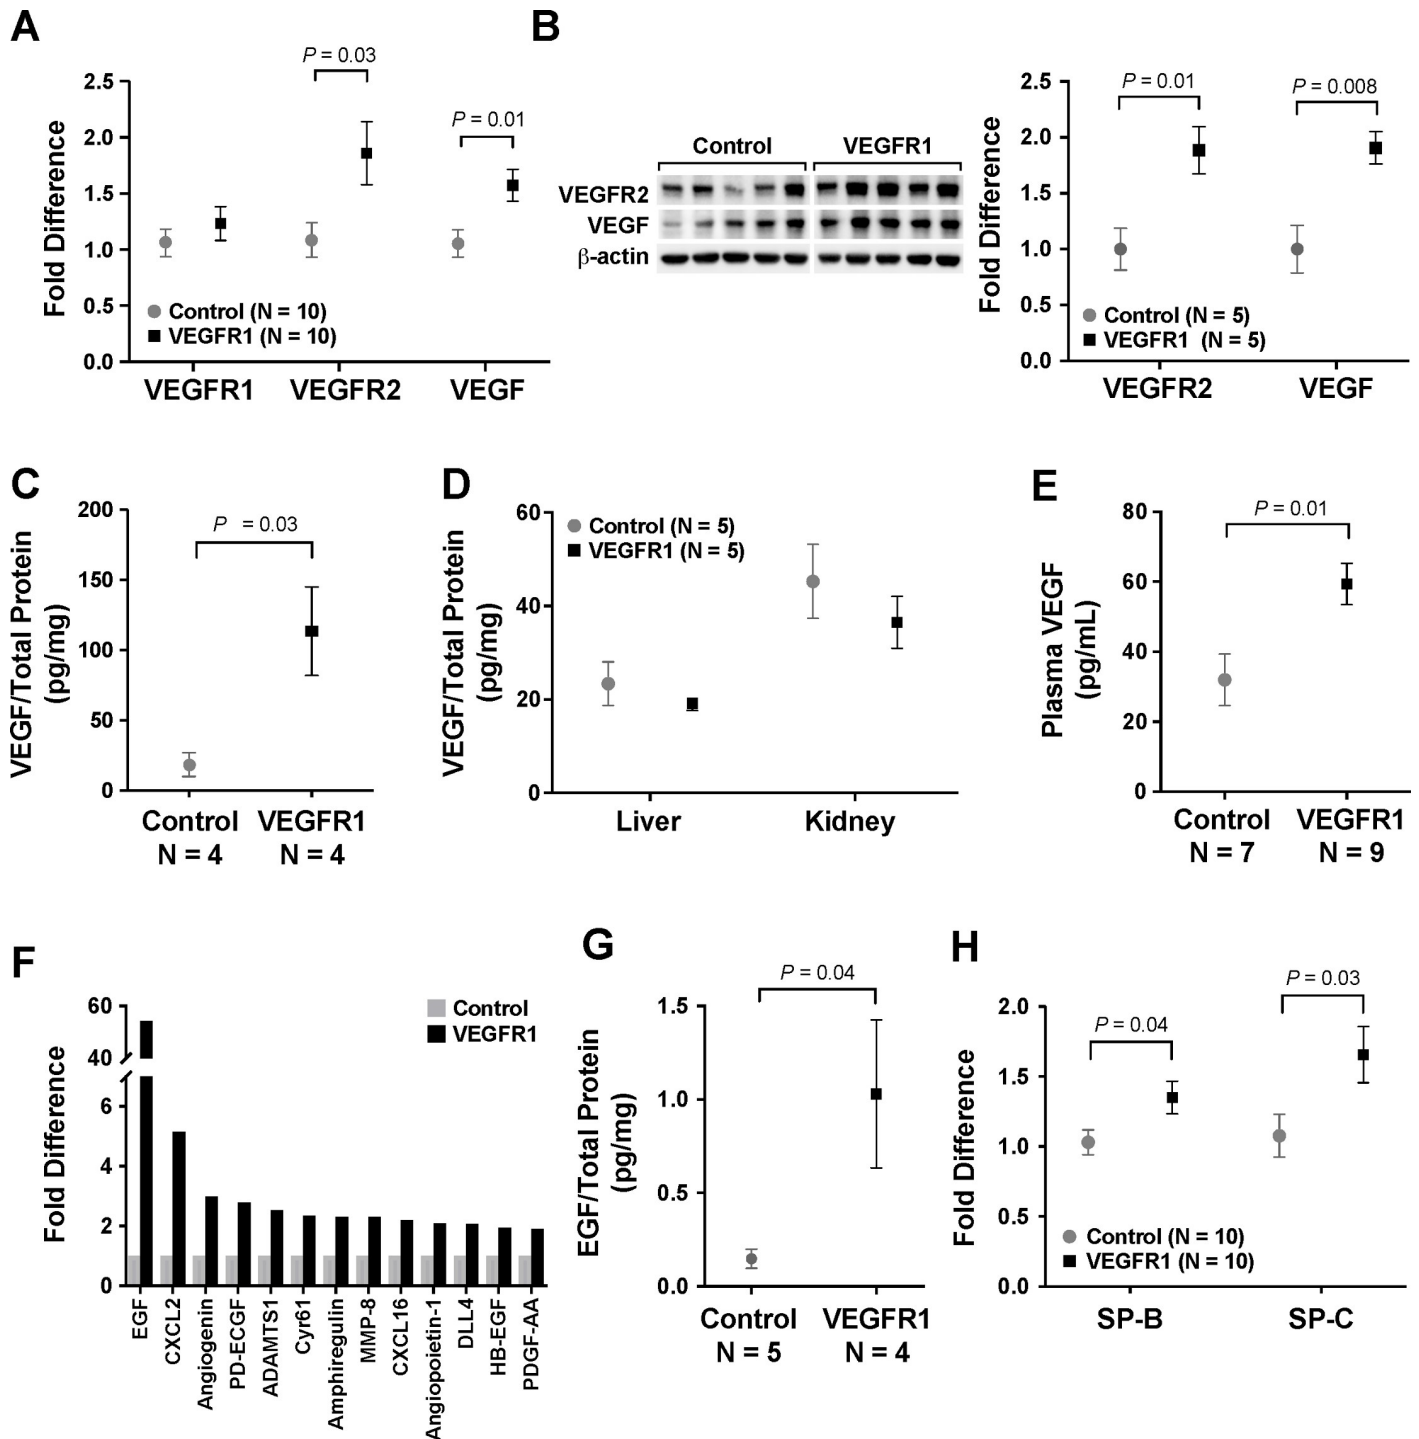 A
P = 0.03
P = 0.01
2.5
2.0
1.5
1.0
0.5
0.0
Fold Difference
Control (N = 10)
VEGFR1 (N = 10)
VEGFR1 VEGFR2 VEGF
B
Control VEGFR1
VEGFR2
VEGF
β-actin
P = 0.01
P = 0.008
2.5
2.0
1.5
1.0
0.5
0.0
Fold Difference
Control (N = 5)
VEGFR1 (N = 5)
VEGFR2 VEGF
C
P = 0.03
200
150
100
50
0
VEGF/Total Protein
(pg/mg)
Control VEGFR1
N = 4 N = 4
D
60
40
20
0
VEGF/Total Protein
(pg/mg)
Control (N = 5)
VEGFR1 (N = 5)
Liver Kidney
E
P = 0.01
80
60
40
20
0
Plasma VEGF
(pg/mL)
Control VEGFR1
N = 7 N = 9
F
60
40
6
4
2
0
Fold Difference
Control
VEGFR1
EGF
CXCL2
Angiogenin
PD-ECGF
ADAMTS1
Cyr61
Amphiregulin
MMP-8
CXCL16
Angiopoietin-1
DLL4
HB-EGF
PDGF-AA
G
P = 0.04
1.5
1.0
0.5
0.0
EGF/Total Protein
(pg/mg)
Control VEGFR1
N = 5 N = 4
H
P = 0.04
P = 0.03
2.0
1.5
1.0
0.5
0.0
Fold Difference
Control (N = 10)
VEGFR1 (N = 10)
SP-B SP-C